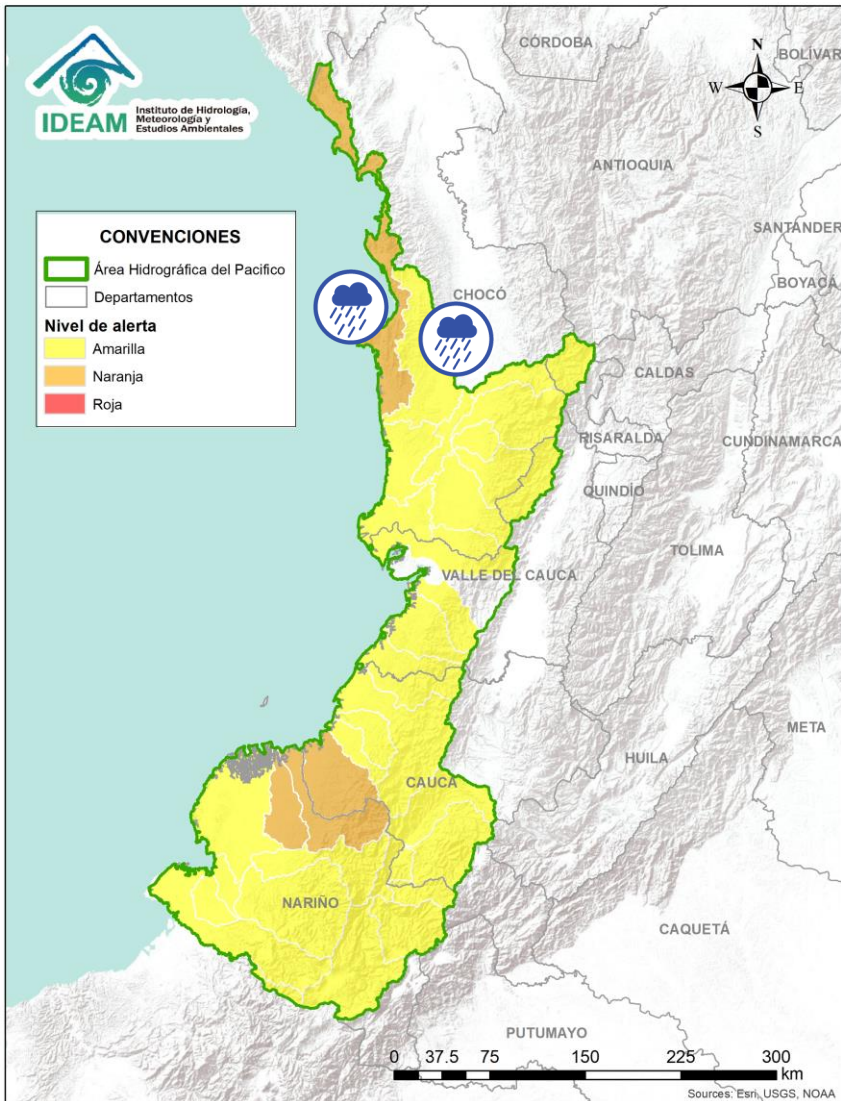 IDEAM
Instituto de Hidrología,
Meteorología y
Estudios Ambientales
CÓRDOBA
BOLÍVAR
N
W
E
S
ANTIOQUIA
SANTANDER
BOYACÁ
CONVENCIONES
Área Hidrográfica del Pacifico
Departamentos
Nivel de alerta
Amarilla
Naranja
Roja
CHOCÓ
CALDAS
RISARALDA
CUNDINAMARCA
QUINDÍO
TOLIMA
VALLE DEL CAUCA
META
HUILA
CAUCA
NARIÑO
CAQUETÁ
PUTUMAYO
0 37.5 75 150 225 300
km
Sources: Esri, USGS, NOAA